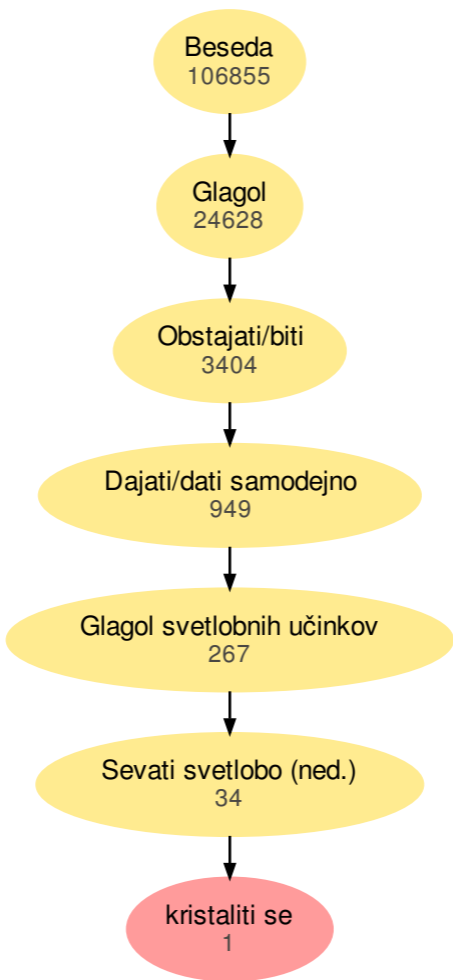 Beseda
106855
Glagol
24628
Obstajati/biti
3404
Dajati/dati samodejno
949
Glagol svetlobnih učinkov
267
Sevati svetlobo (ned.)
34
kristaliti se
1